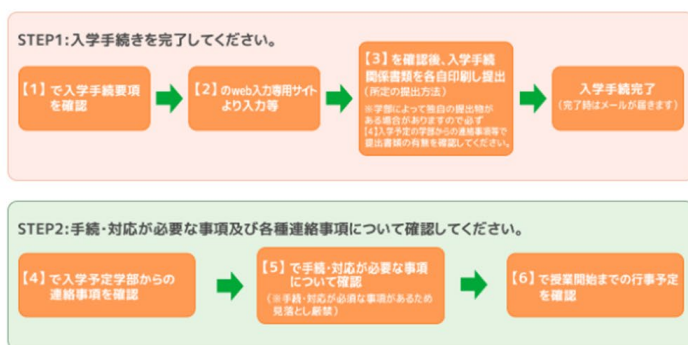 STEP1:入学手続きを完了してください。
【1】で入学手続要項
を確認
【2】のweb入力専用サイト
より入力等
【3】を確認後、入学手続
関係書類を各自印刷し提出
(所定の提出方法)
※学部によって独自の提出物が
ある場合がありますので必ず
【4】入学予定の学部からの連絡事項等で
提出書類の有無を確認してください。
入学手続完了
(完了時はメールが届きます)
STEP2:手続・対応が必要な事項及び各種連絡事項について確認してください。
【4】で入学予定学部からの
連絡事項を確認
【5】で手続・対応が必要な事項
について確認
(※手続・対応が必須な事項があるため
見落とし厳禁)
【6】で授業開始までの行事予定
を確認